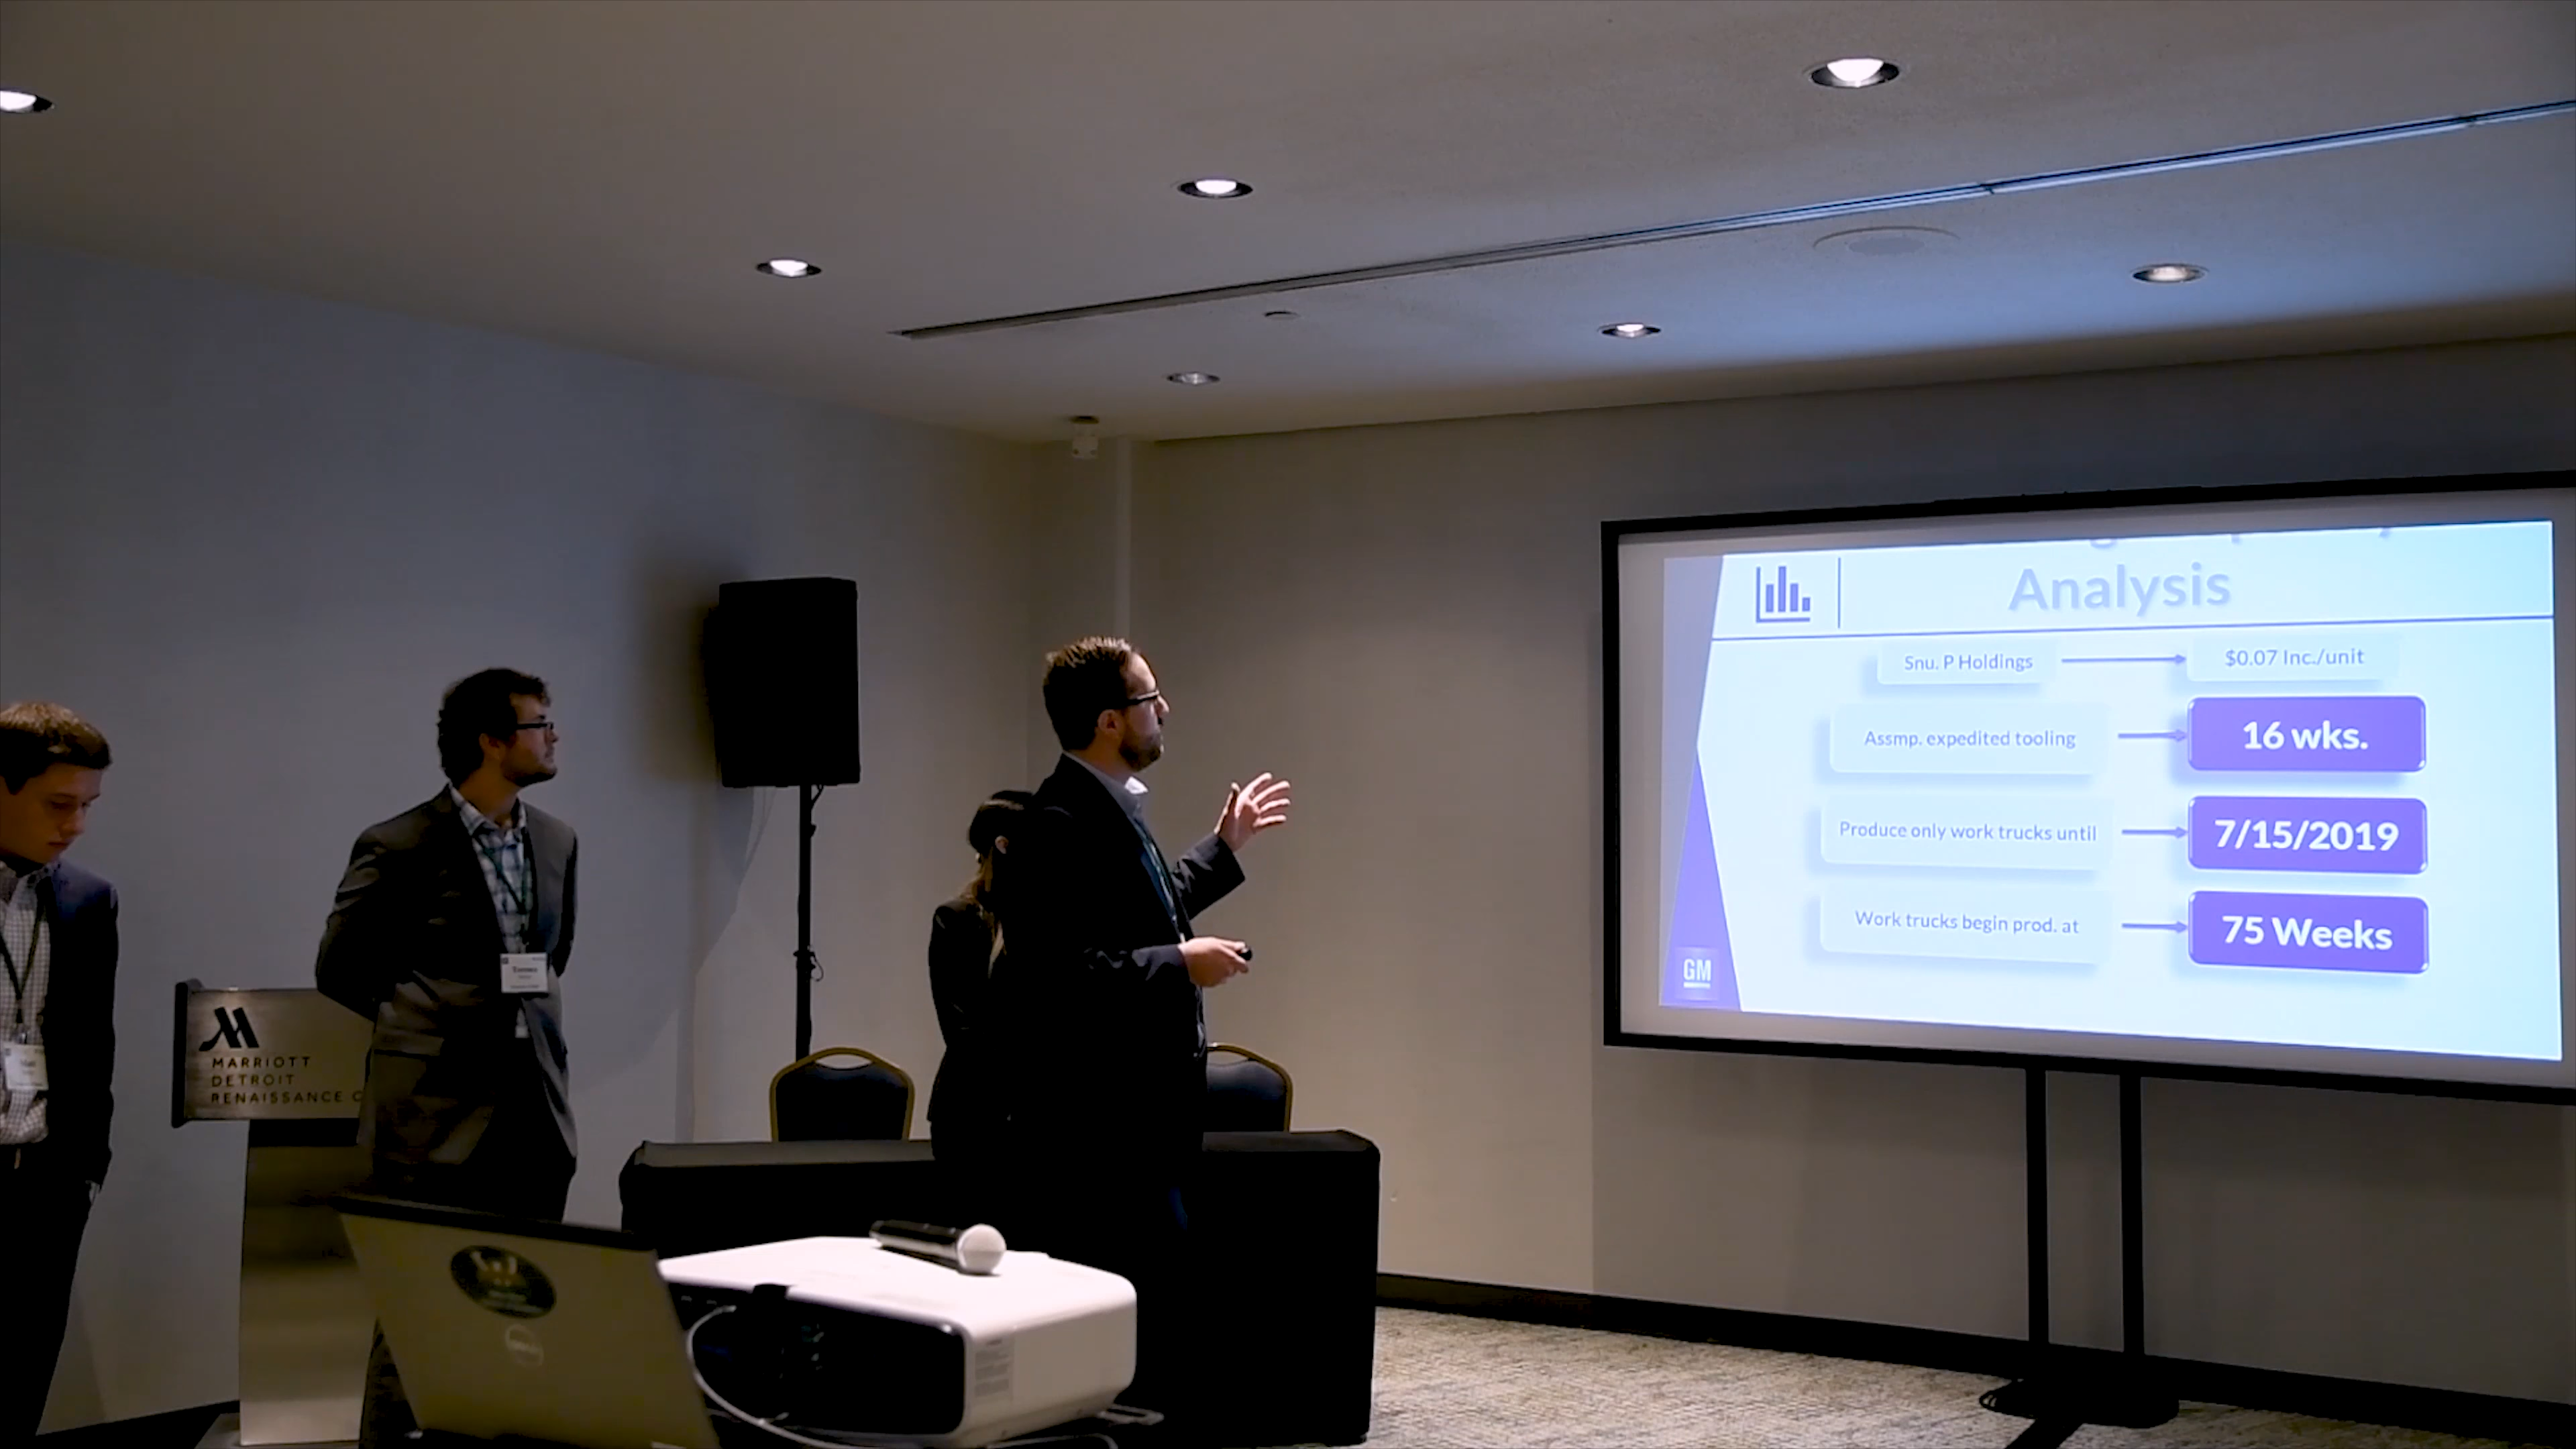 Analysis
Snu. P Holdings
$0.07 Inc./unit
Assmp. expedited tooling
16 wks.
Produce only work trucks until
7/15/2019
Work trucks begin prod. at
75 Weeks
GM
MARRIOTT
DETROIT
RENAISSANCE C